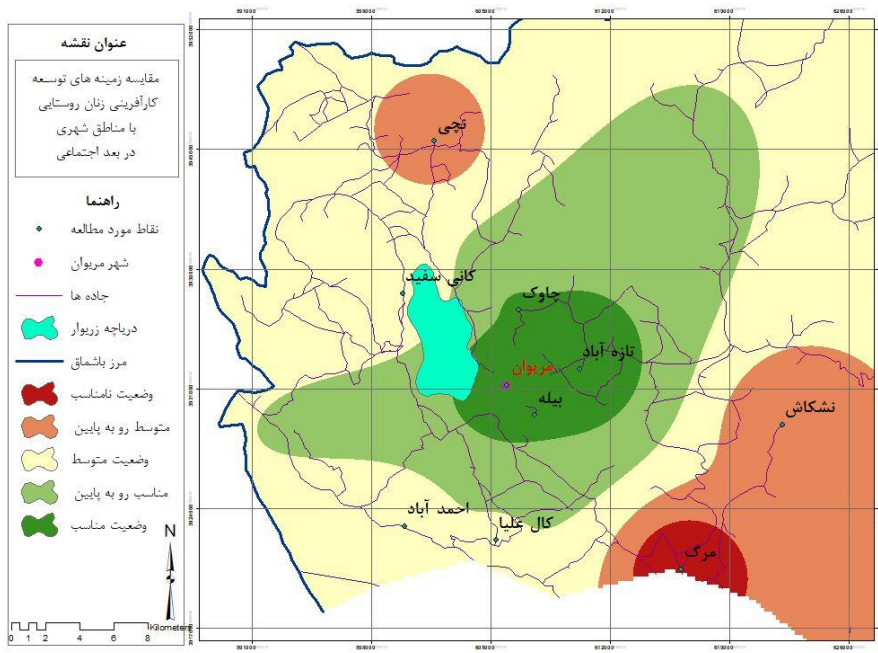 عنوان نقشه
مقایسه زمینه های توسعه
کارآفرینی زنان روستایی
با مناطق شهری
در بعد اجتماعی
راهنما
نقاط مورد مطالعه
شهر مریوان
جاده ها
دریاچه زریوار
مرز باشماق
وضعیت نامناسب
متوسط رو به پایین
وضعیت متوسط
مناسب رو به پایین
وضعیت مناسب
N
0 1 2 4 6 8
Kilometers
نچی
کانی سفید
چاوک
تازه آباد
مریوان
بیله
نشکاش
احمد آباد
کال علیا
مرگ